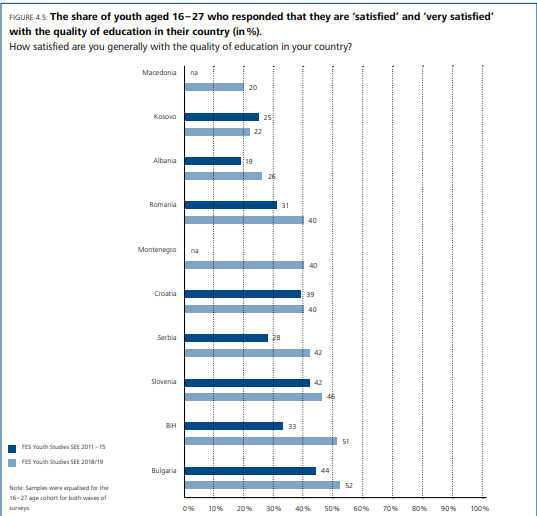 FIGURE 4.5: The share of youth aged 16–27 who responded that they are ‘satisfied’ and ‘very satisfied’
with the quality of education in their country (in %).
How satisfied are you generally with the quality of education in your country?
Macedonia na
20
Kosovo 25
22
Albania 19
26
Romania 31
40
Montenegro na
40
Croatia 39
40
Serbia 28
42
Slovenia 42
46
BiH 33
51
Bulgaria 44
52
FES Youth Studies SEE 2011–15
FES Youth Studies SEE 2018/19
Note: Samples were equalised for the
16–27 age cohort for both waves of
surveys.
0% 10% 20% 30% 40% 50% 60% 70% 80% 90% 100%